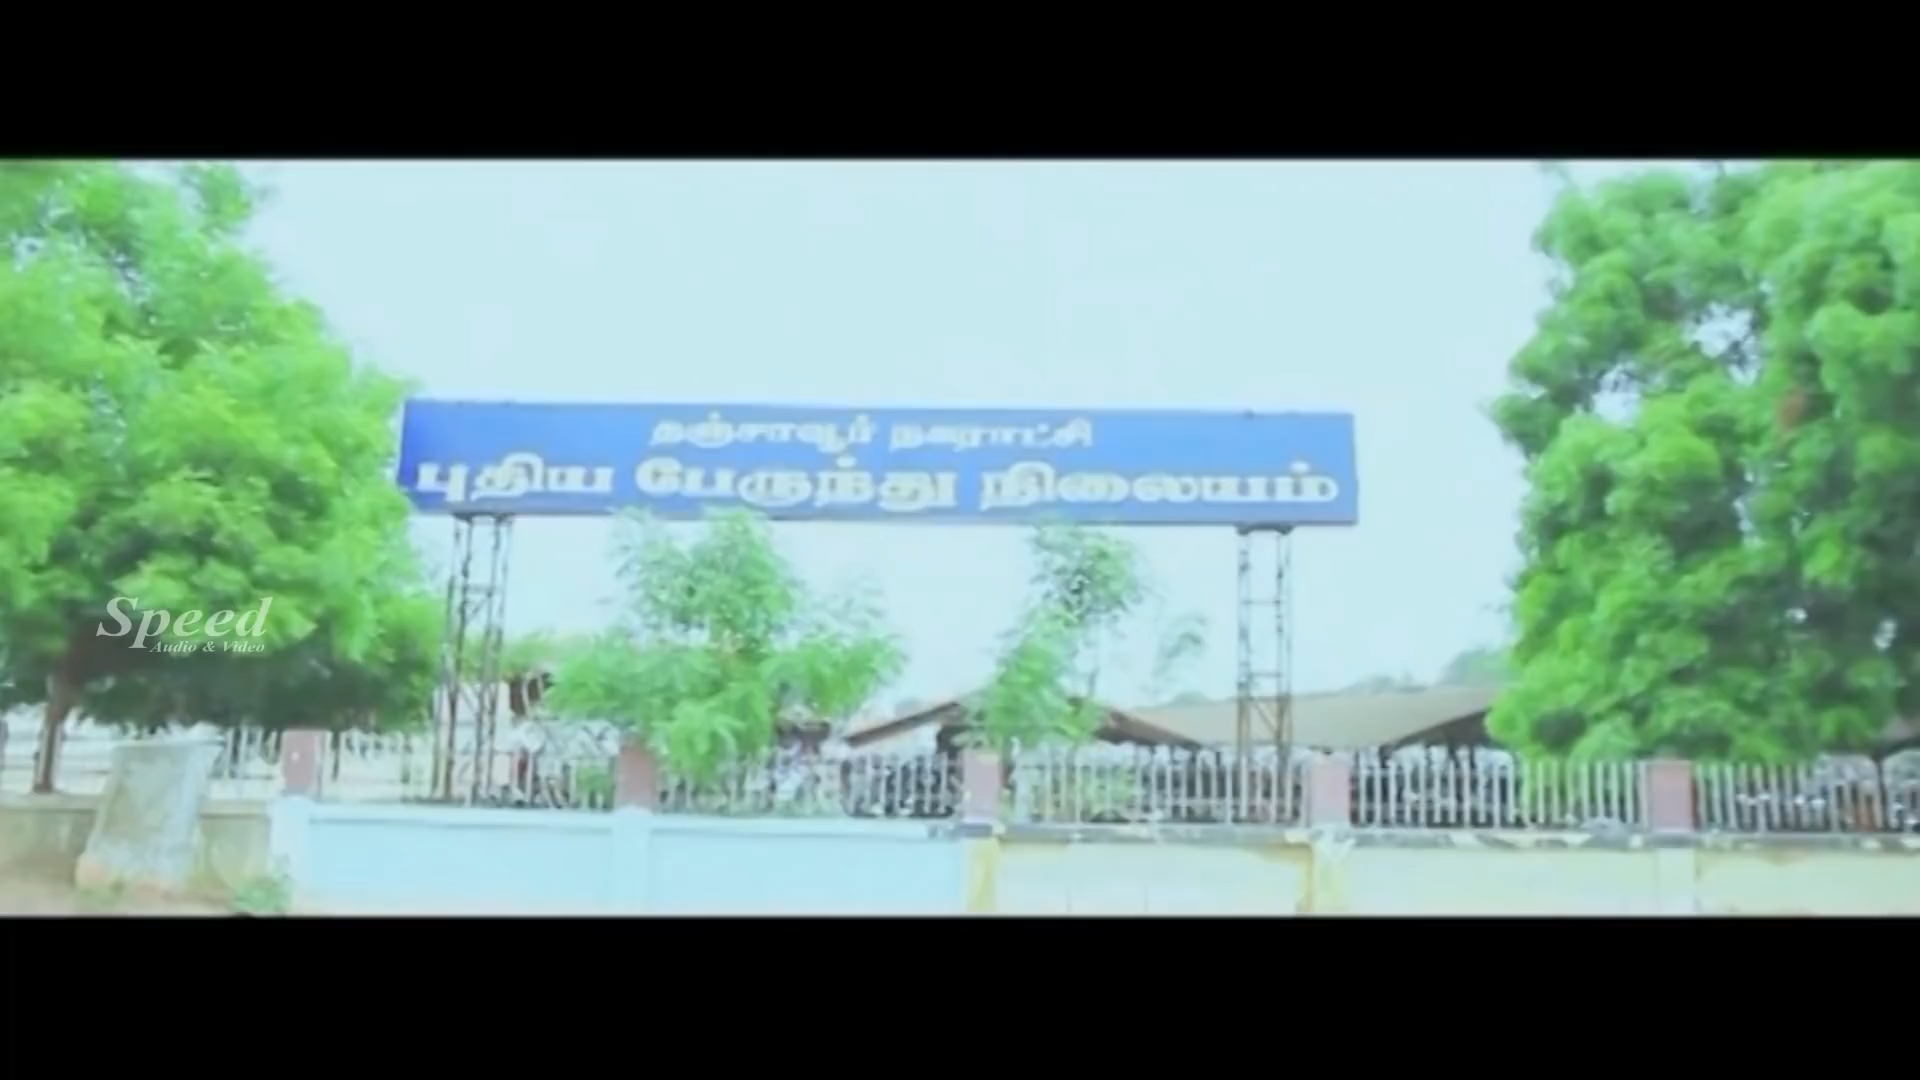 தஞ்சாவூர் நகராட்சி
புதிய பேருந்து நிலையம்
Speed
Audio & Video